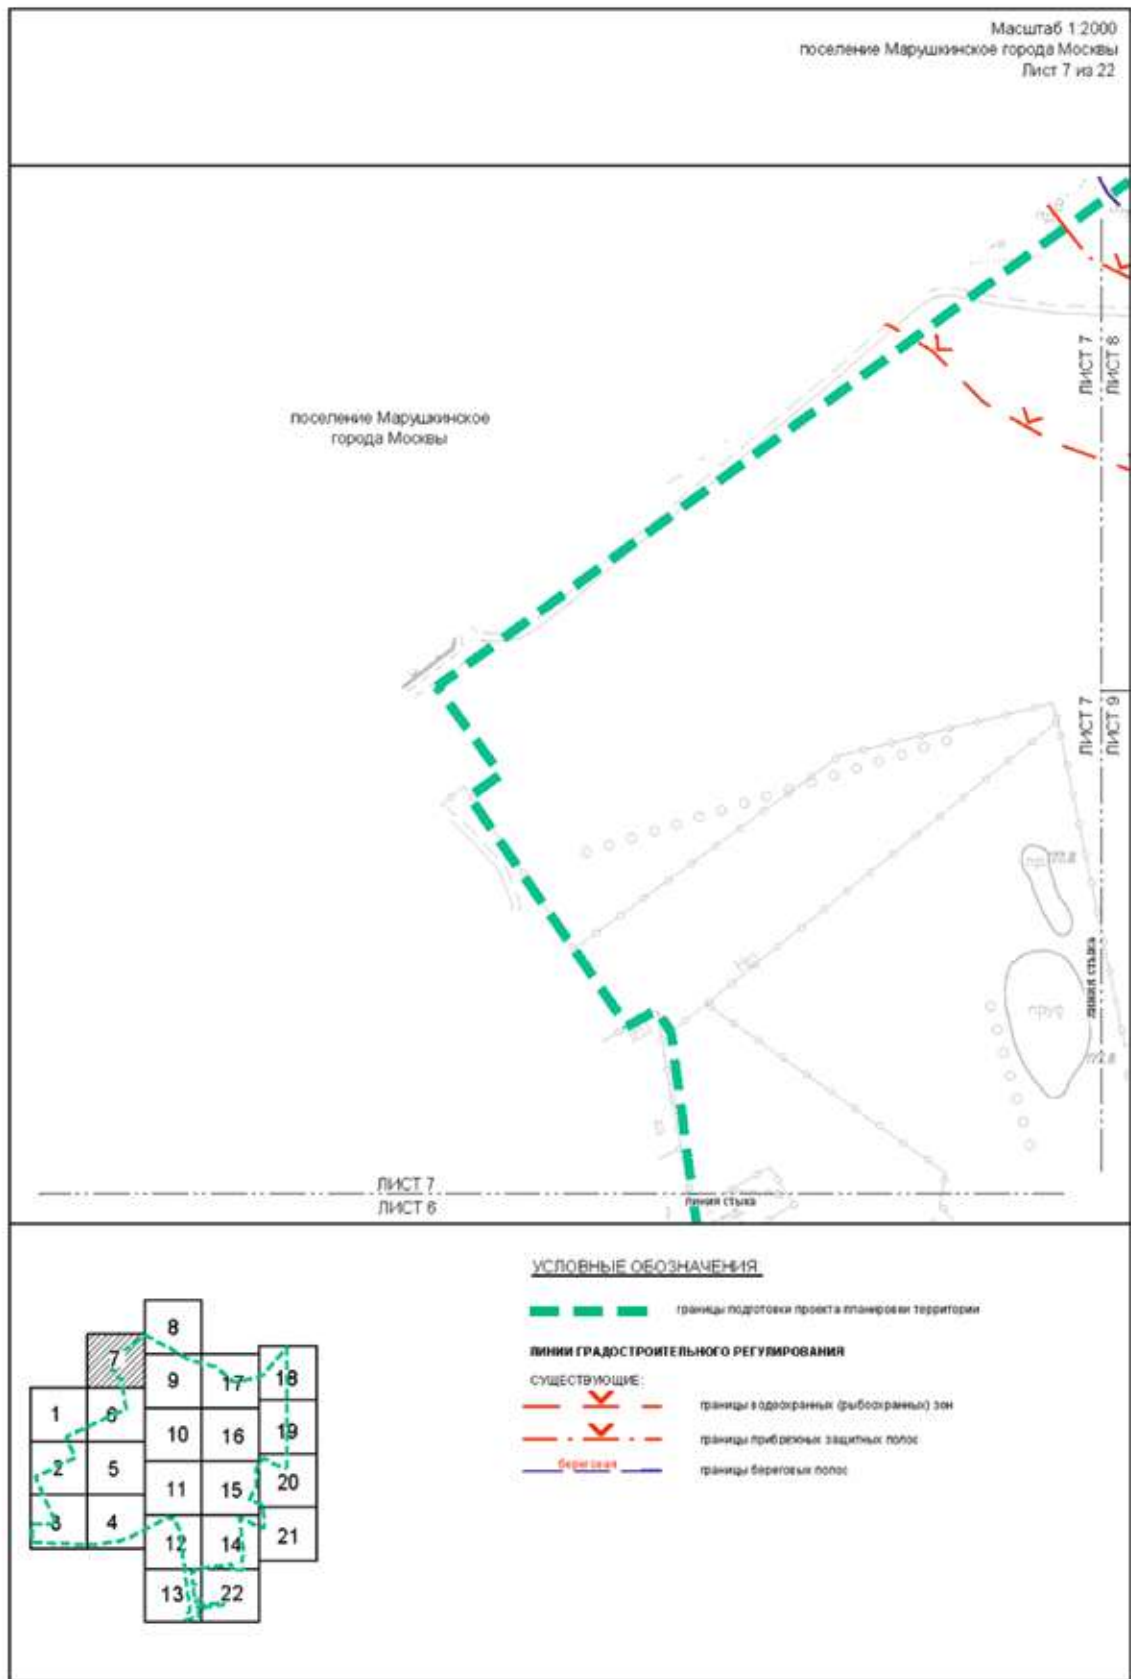 Масштаб 1:2000
поселение Марушкинское города Москвы
Лист 7 из 22
ЛИСТ 7
ЛИСТ 8
поселение Марушкинское
города Москвы
ЛИСТ 7
ЛИСТ 9
линия стыка
пруд
ЛИСТ 7
ЛИСТ 6
линия стыка
УСЛОВНЫЕ ОБОЗНАЧЕНИЯ:
границы подготовки проекта планировки территории
ЛИНИИ ГРАДОСТРОИТЕЛЬНОГО РЕГУЛИРОВАНИЯ
СУЩЕСТВУЮЩИЕ:
границы водоохранных (рыбоохранных) зон
границы прибрежных защитных полос
береговая
границы береговых полос
8
7
9
17
18
1
6
10
16
19
2
5
11
15
20
3
4
12
14
21
13
22